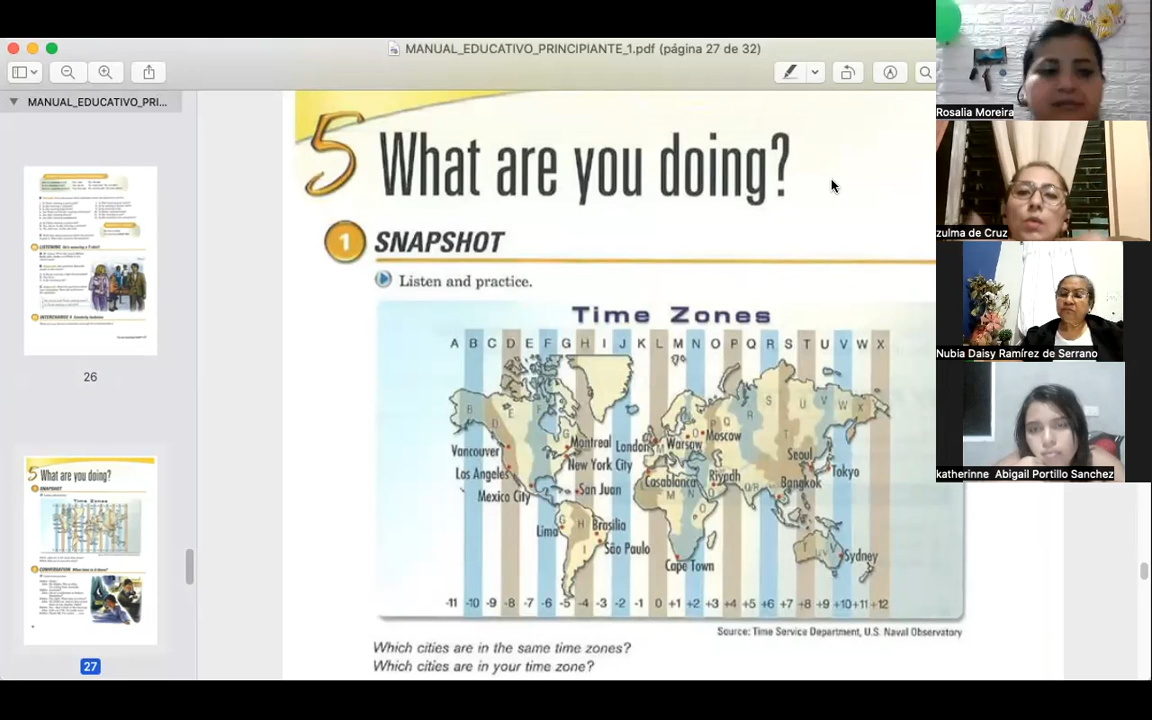 MANUAL_EDUCATIVO_PRINCIPIANTE_1.pdf (página 27 de 32)
MANUAL_EDUCATIVO_PRI...
26
27
5 What are you doing?
1 SNAPSHOT
Listen and practice.
Time Zones
A B C D E F G H I J K L M N O P Q R S T U V W X
Vancouver
Montreal
London
Warsaw
Moscow
Los Angeles
New York City
Casablanca
Riyadh
Seoul
Tokyo
Mexico City
San Juan
Bangkok
Lima
Brasilia
São Paulo
Cape Town
Sydney
-11 -10 -9 -8 -7 -6 -5 -4 -3 -2 -1 0 +1 +2 +3 +4 +5 +6 +7 +8 +9 +10 +11 +12
Source: Time Service Department, U.S. Naval Observatory
Which cities are in the same time zones?
Which cities are in your time zone?
Rosalia Moreira
zulma de Cruz
Nubia Daisy Ramírez de Serrano
katherinne Abigail Portillo Sanchez